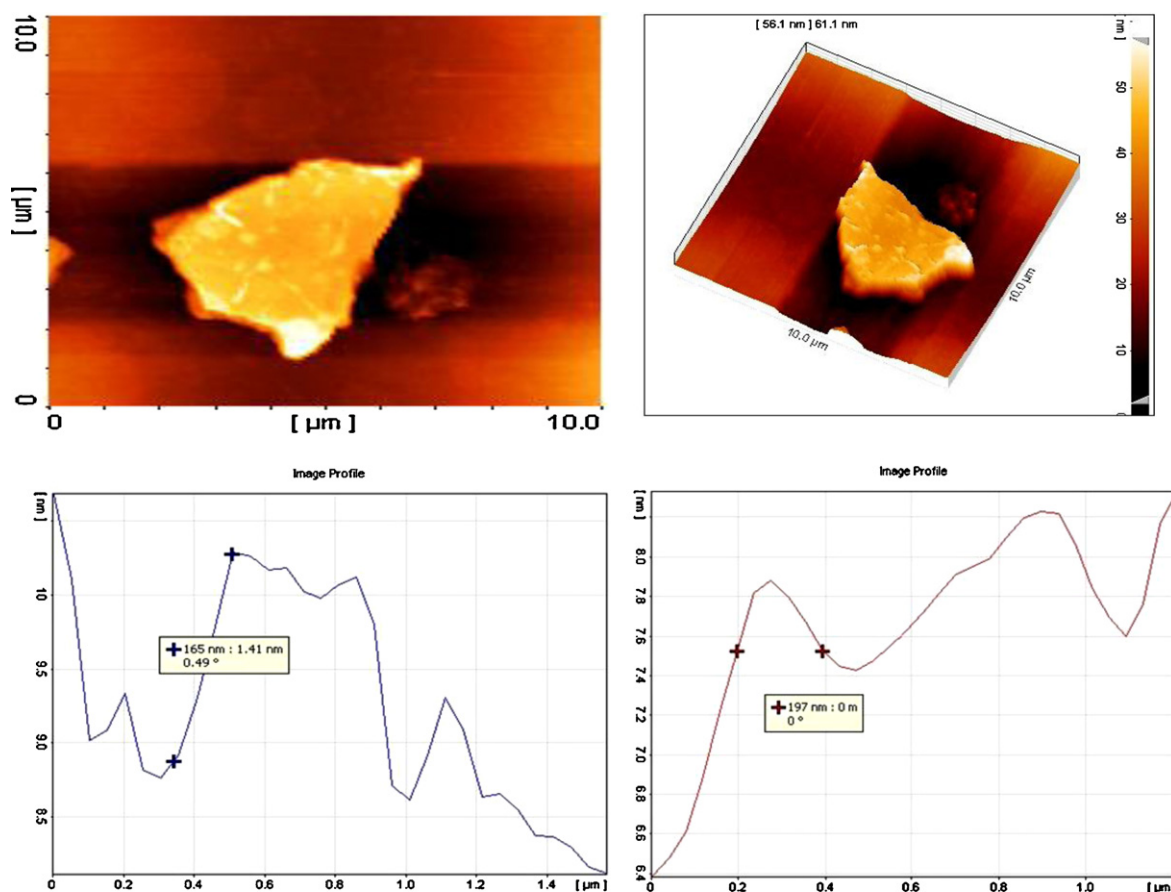 10.0
[ µm ]
0
0
[ µm ]
10.0
[ 56.1 nm ] 61.1 nm
nm ]
50
40
30
20
10
10.0 µm
10.0 µm
Image Profile
[ nm ]
10
9.5
9.0
8.5
165 nm : 1.41 nm
0.49 °
0
0.2
0.4
0.6
0.8
1.0
1.2
1.4
[ µm ]
Image Profile
[ nm ]
8.0
7.8
7.6
7.4
7.2
7.0
6.8
6.6
6.4
197 nm : 0 m
0 °
0
0.2
0.4
0.6
0.8
1.0
[ µm